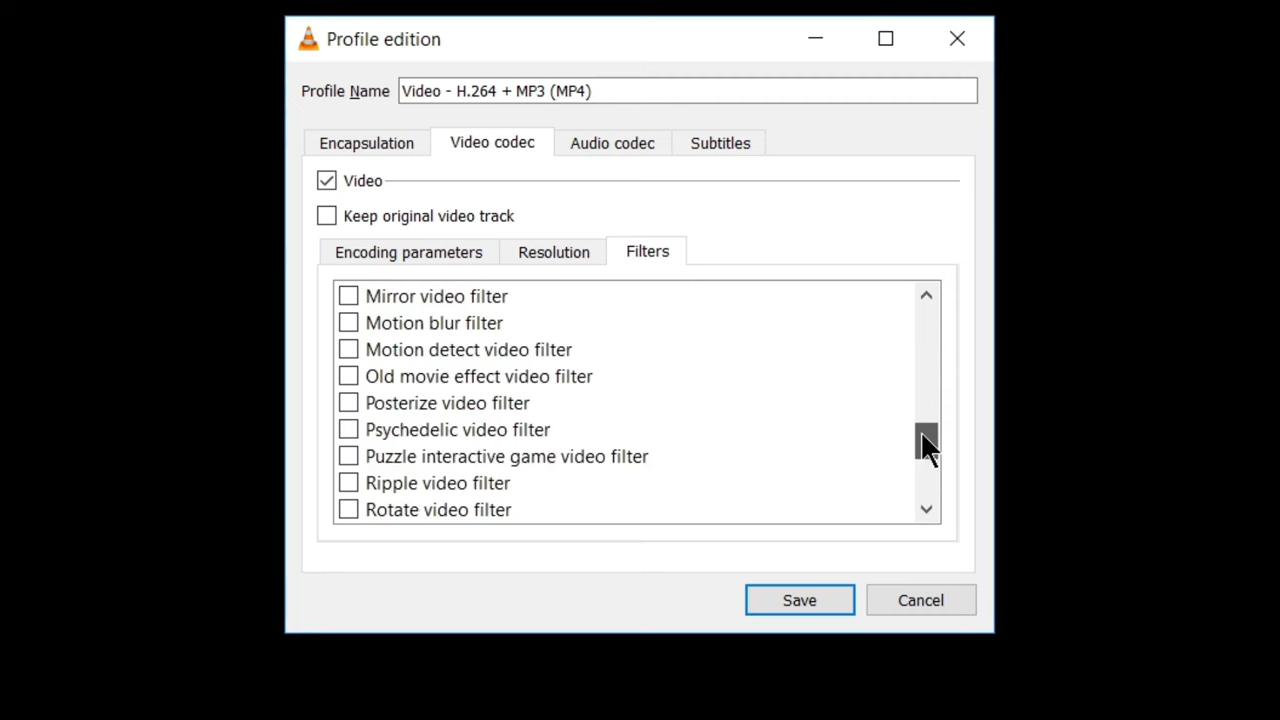 Profile edition
Profile Name Video - H.264 + MP3 (MP4)
Encapsulation Video codec Audio codec Subtitles
Video
Keep original video track
Encoding parameters Resolution Filters
Mirror video filter
Motion blur filter
Motion detect video filter
Old movie effect video filter
Posterize video filter
Psychedelic video filter
Puzzle interactive game video filter
Ripple video filter
Rotate video filter
Save Cancel